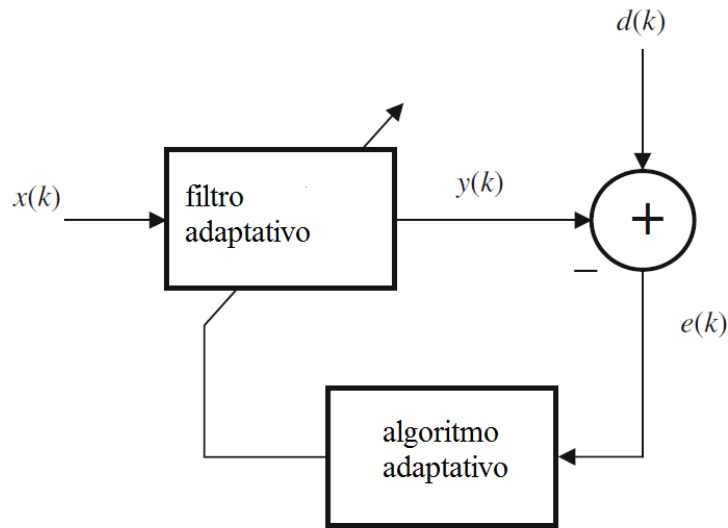 d(k)
x(k)
filtro
adaptativo
y(k)
+
−
e(k)
algoritmo
adaptativo